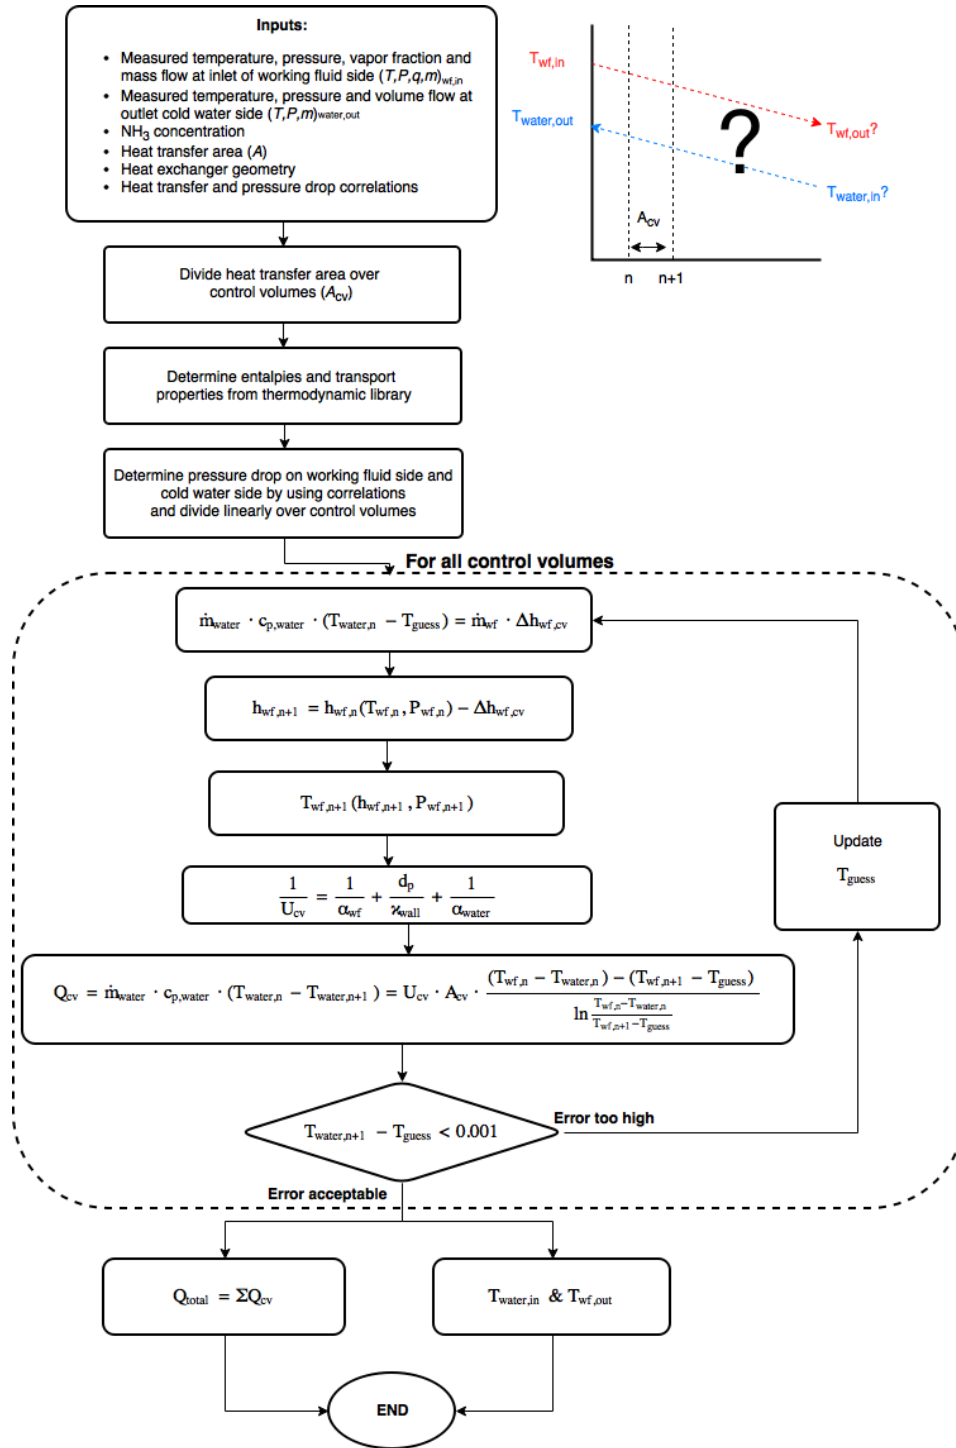 Inputs:
• Measured temperature, pressure, vapor fraction and
mass flow at inlet of working fluid side (T,P,q,m)wf,in
• Measured temperature, pressure and volume flow at
outlet cold water side (T,P,m)water,out
• NH3 concentration
• Heat transfer area (A)
• Heat exchanger geometry
• Heat transfer and pressure drop correlations
Twf,in
Twater,out
?
Twf,out?
Twater,in?
Acv
n n+1
Divide heat transfer area over
control volumes (Acv)
Determine entalpies and transport
properties from thermodynamic library
Determine pressure drop on working fluid side and
cold water side by using correlations
and divide linearly over control volumes
For all control volumes
ṁwater · cp,water · (Twater,n − Tguess) = ṁwf · Δhwf,cv
hwf,n+1 = hwf,n(Twf,n, Pwf,n) − Δhwf,cv
Twf,n+1(hwf,n+1, Pwf,n+1)
1/Ucv = 1/αwf + dp/ϰwall + 1/αwater
Update
Tguess
Qcv = ṁwater · cp,water · (Twater,n − Twater,n+1) = Ucv · Acv · ((Twf,n − Twater,n) − (Twf,n+1 − Tguess)) / (ln (Twf,n−Twater,n)/(Twf,n+1−Tguess))
Twater,n+1 − Tguess < 0.001
Error too high
Error acceptable
Qtotal = ΣQcv
Twater,in & Twf,out
END